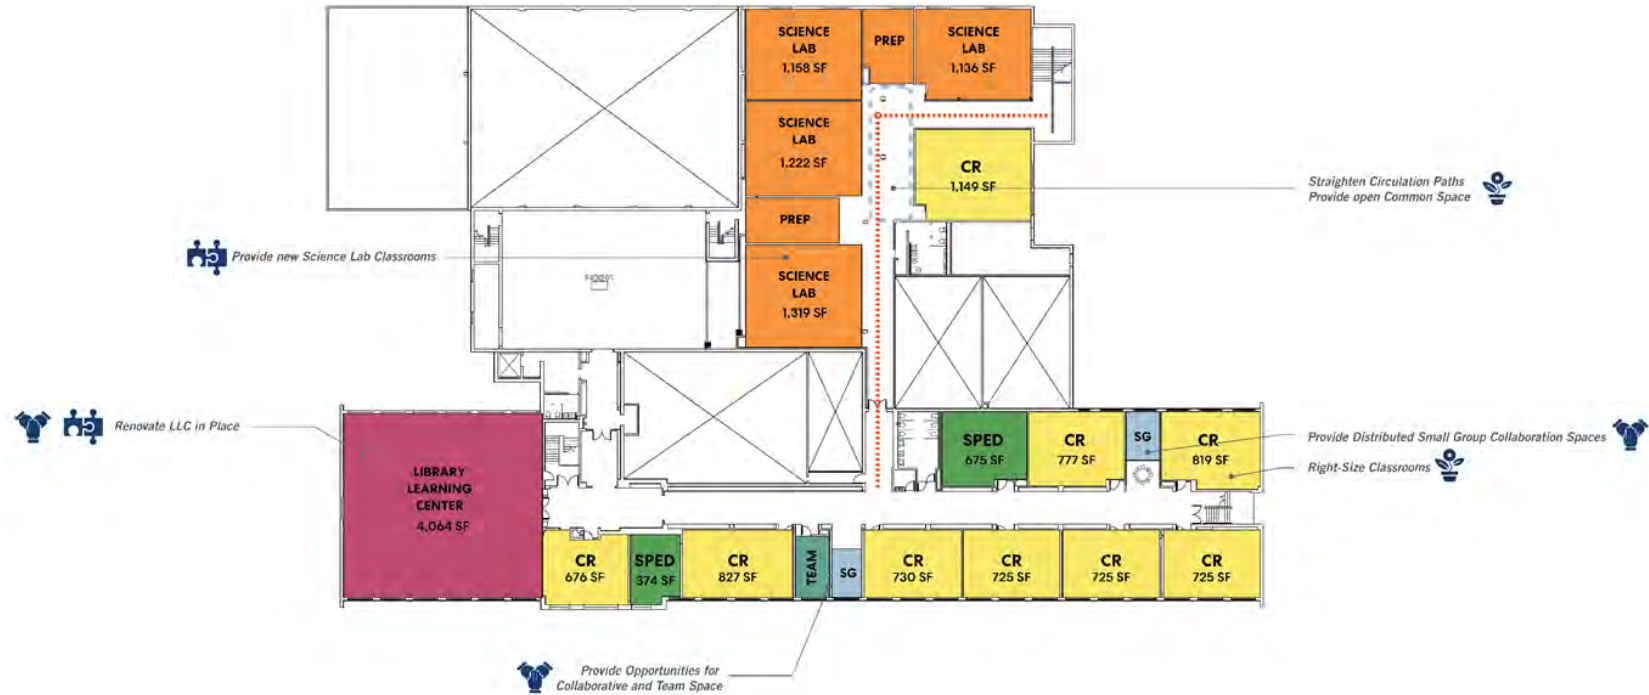 SCIENCE
LAB
1,158 SF
PREP
SCIENCE
LAB
1,136 SF
SCIENCE
LAB
1,222 SF
CR
1,149 SF
Straighten Circulation Paths
Provide open Common Space
PREP
Provide new Science Lab Classrooms
SCIENCE
LAB
1,319 SF
Renovate LLC in Place
LIBRARY
LEARNING
CENTER
4,064 SF
SPED
675 SF
CR
777 SF
SG
CR
819 SF
Provide Distributed Small Group Collaboration Spaces
Right-Size Classrooms
CR
676 SF
SPED
374 SF
CR
827 SF
TEAM
SG
CR
730 SF
CR
725 SF
CR
725 SF
CR
725 SF
Provide Opportunities for
Collaborative and Team Space